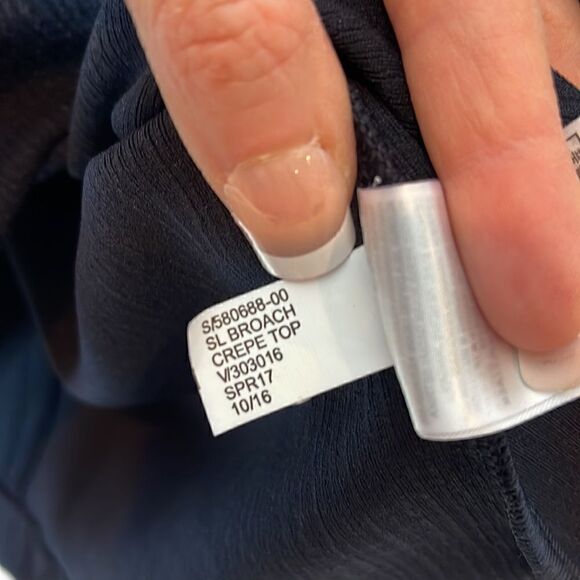 S/580688-00
SL BROACH
CREPE TOP
V/303016
SPR17
10/16